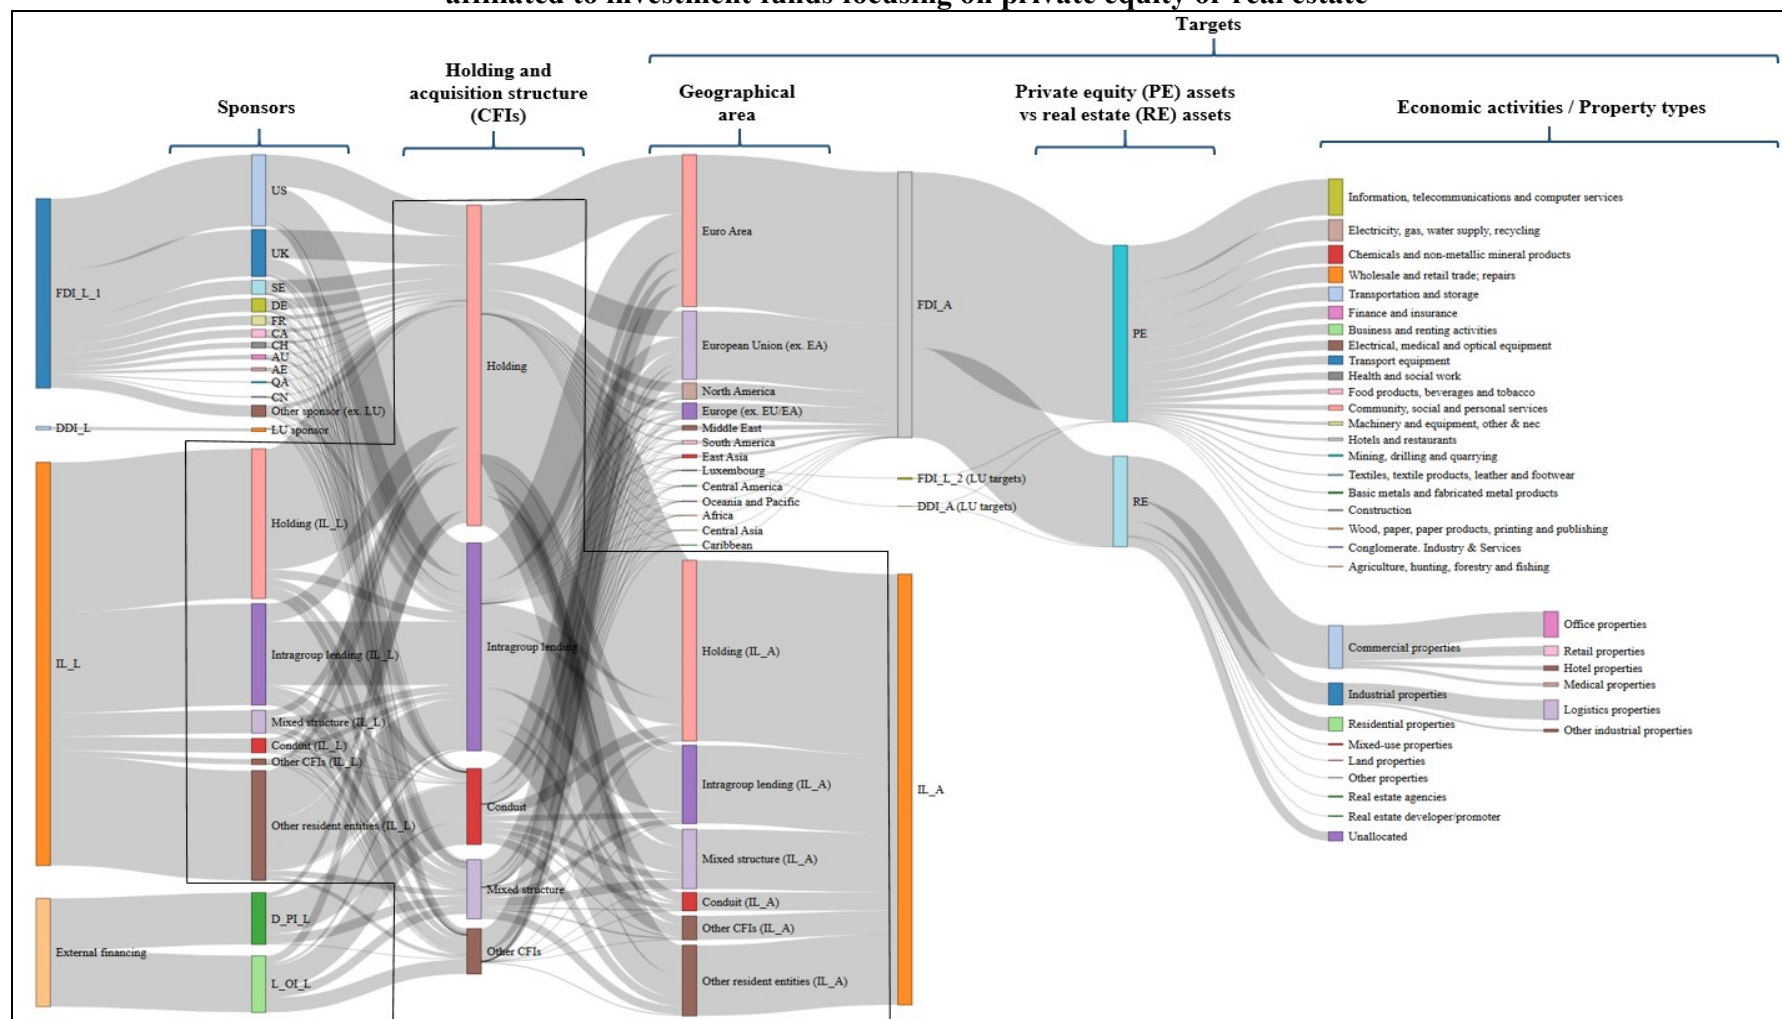 affiliated to investment funds focusing on private equity or real estate
Targets
Sponsors
Holding and
acquisition structure
(CFIs)
Geographical
area
Private equity (PE) assets
vs real estate (RE) assets
Economic activities / Property types
FDI_L_1
DDI_L
IL_L
External financing
US
UK
SE
DE
FR
CA
CH
AU
AE
QA
CN
Other sponsor (ex. LU)
LU sponsor
Holding (IL_L)
Intragroup lending (IL_L)
Mixed structure (IL_L)
Conduit (IL_L)
Other CFIs (IL_L)
Other resident entities (IL_L)
D_PI_L
L_OI_L
Holding
Intragroup lending
Conduit
Mixed structure
Other CFIs
Euro Area
European Union (ex. EA)
North America
Europe (ex. EU/EA)
Middle East
South America
East Asia
Luxembourg
Central America
Oceania and Pacific
Africa
Central Asia
Caribbean
Holding (IL_A)
Intragroup lending (IL_A)
Mixed structure (IL_A)
Conduit (IL_A)
Other CFIs (IL_A)
Other resident entities (IL_A)
FDI_A
FDI_L_2 (LU targets)
DDI_A (LU targets)
IL_A
PE
RE
Information, telecommunications and computer services
Electricity, gas, water supply, recycling
Chemicals and non-metallic mineral products
Wholesale and retail trade; repairs
Transportation and storage
Finance and insurance
Business and renting activities
Electrical, medical and optical equipment
Transport equipment
Health and social work
Food products, beverages and tobacco
Community, social and personal services
Machinery and equipment, other & nec
Hotels and restaurants
Mining, drilling and quarrying
Textiles, textile products, leather and footwear
Basic metals and fabricated metal products
Construction
Wood, paper, paper products, printing and publishing
Conglomerate. Industry & Services
Agriculture, hunting, forestry and fishing
Commercial properties
Industrial properties
Residential properties
Mixed-use properties
Land properties
Other properties
Real estate agencies
Real estate developer/promoter
Unallocated
Office properties
Retail properties
Hotel properties
Medical properties
Logistics properties
Other industrial properties